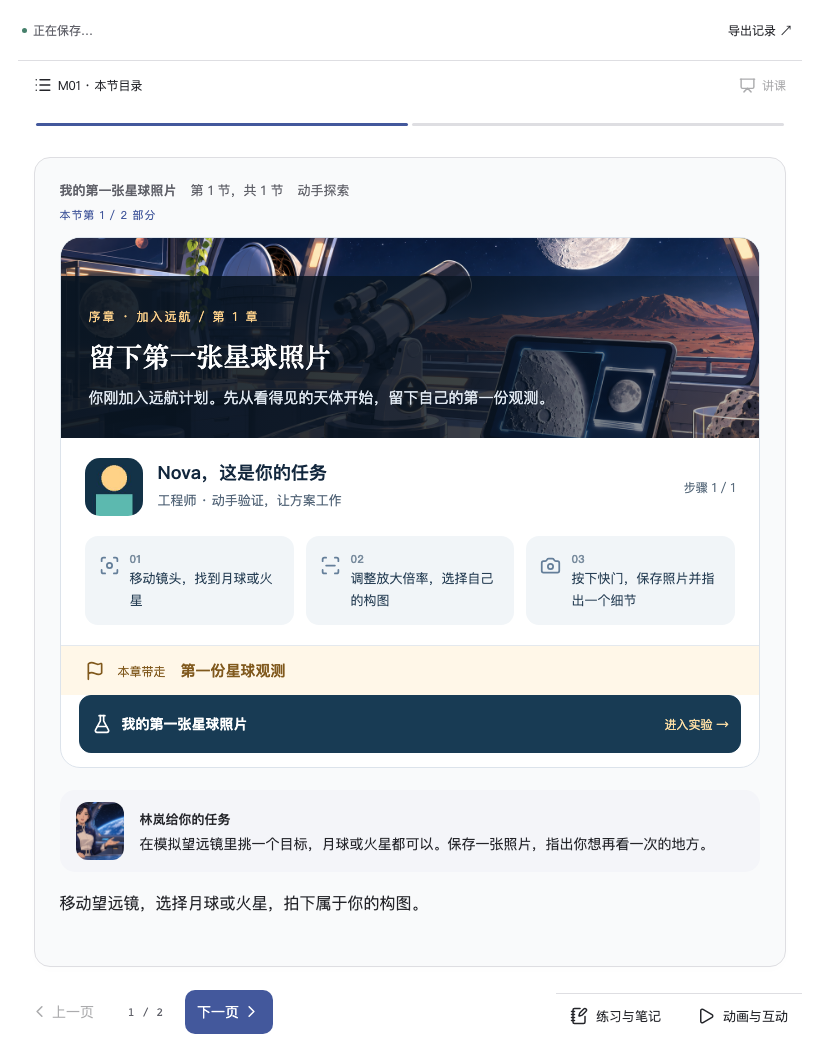 正在保存…
导出记录 ↗
M01 · 本节目录
讲课
我的第一张星球照片 第 1 节，共 1 节 动手探索
本节第 1 / 2 部分
序章 · 加入远航 / 第 1 章
留下第一张星球照片
你刚加入远航计划。先从看得见的天体开始，留下自己的第一份观测。
Nova，这是你的任务
工程师 · 动手验证，让方案工作
步骤 1 / 1
01
移动镜头，找到月球或火
星
02
调整放大倍率，选择自己
的构图
03
按下快门，保存照片并指
出一个细节
本章带走 第一份星球观测
我的第一张星球照片
进入实验 →
林岚给你的任务
在模拟望远镜里挑一个目标，月球或火星都可以。保存一张照片，指出你想再看一次的地方。
移动望远镜，选择月球或火星，拍下属于你的构图。
上一页
1 / 2
下一页
练习与笔记
动画与互动